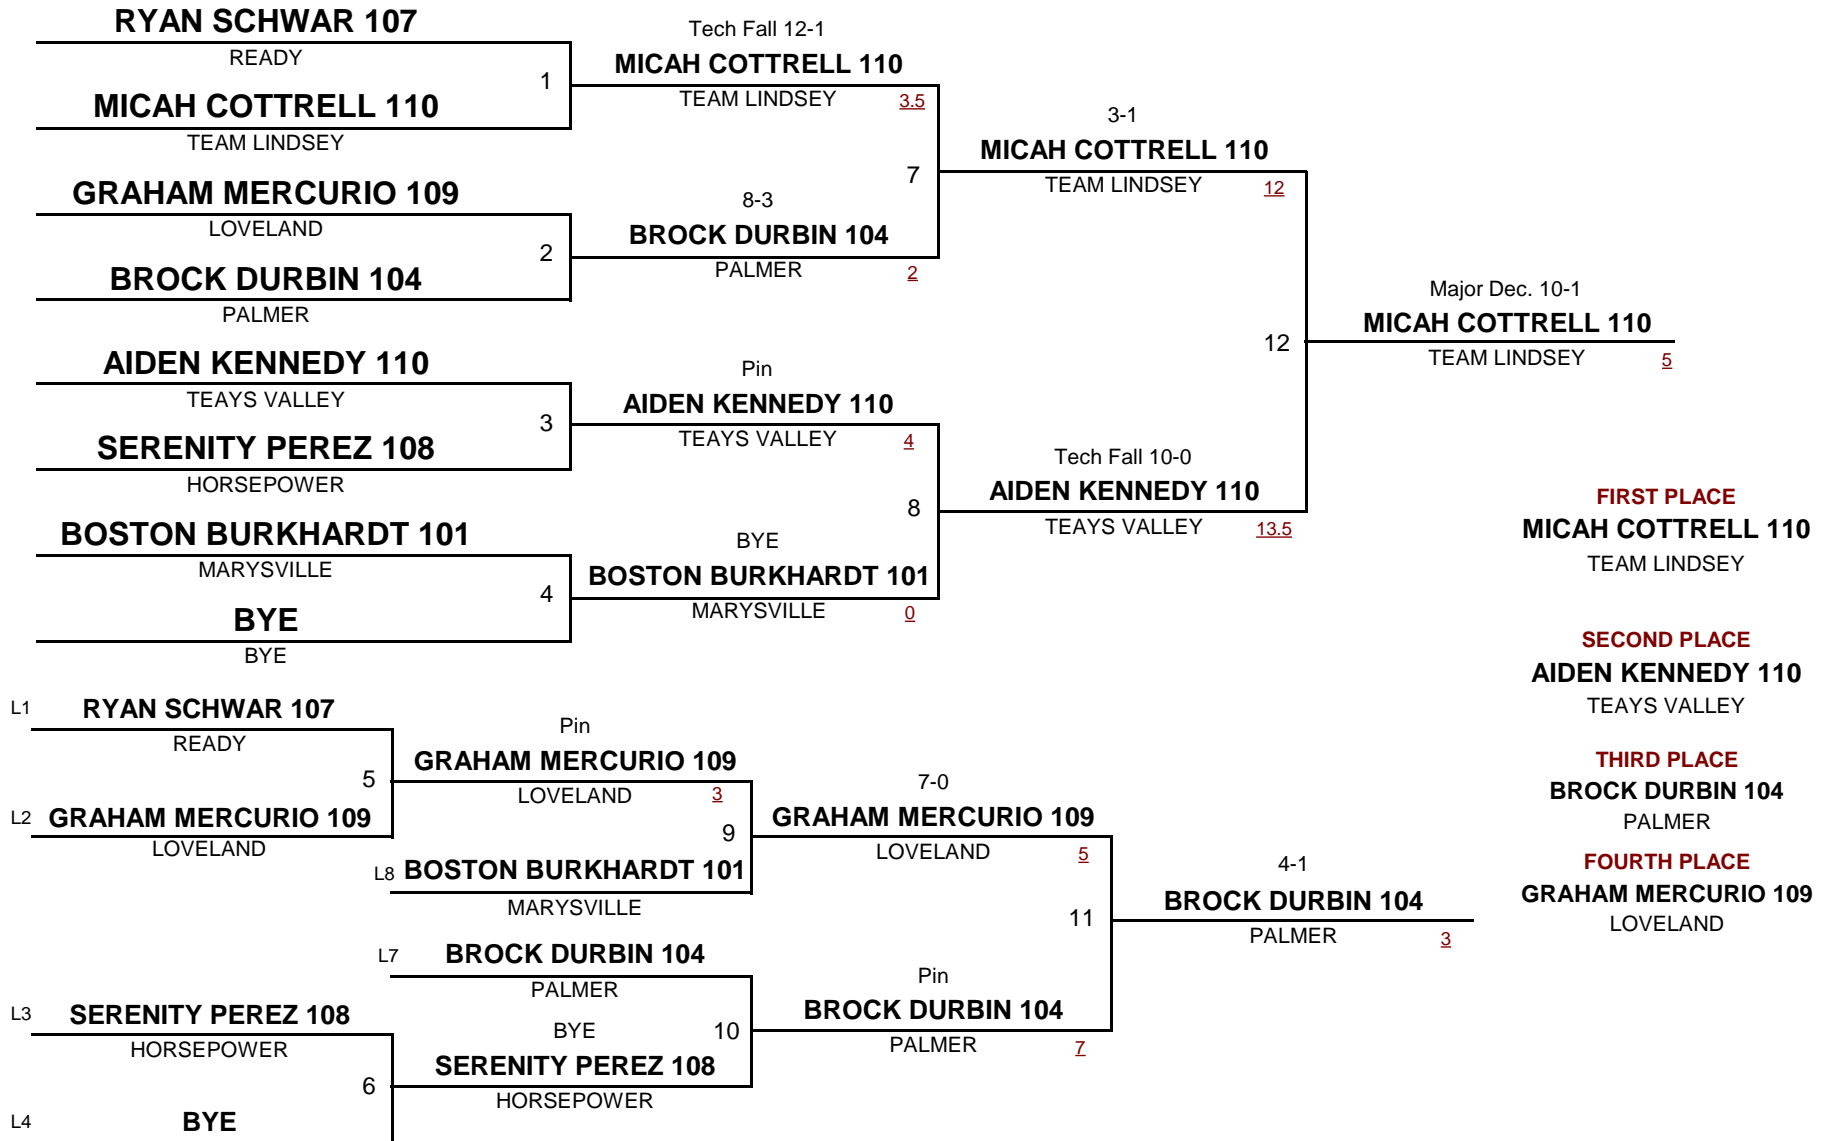 RYAN SCHWAR 107
READY
1
MICAH COTTRELL 110
TEAM LINDSEY
GRAHAM MERCURIO 109
LOVELAND
2
BROCK DURBIN 104
PALMER
AIDEN KENNEDY 110
TEAYS VALLEY
3
SERENITY PEREZ 108
HORSEPOWER
BOSTON BURKHARDT 101
MARYSVILLE
4
BYE
BYE
Tech Fall 12-1
MICAH COTTRELL 110
TEAM LINDSEY 3.5
7
8-3
BROCK DURBIN 104
PALMER 2
Pin
AIDEN KENNEDY 110
TEAYS VALLEY 4
8
BYE
BOSTON BURKHARDT 101
MARYSVILLE 0
3-1
MICAH COTTRELL 110
TEAM LINDSEY 12
12
Tech Fall 10-0
AIDEN KENNEDY 110
TEAYS VALLEY 13.5
Major Dec. 10-1
MICAH COTTRELL 110
TEAM LINDSEY 5
FIRST PLACE
MICAH COTTRELL 110
TEAM LINDSEY
SECOND PLACE
AIDEN KENNEDY 110
TEAYS VALLEY
THIRD PLACE
BROCK DURBIN 104
PALMER
FOURTH PLACE
GRAHAM MERCURIO 109
LOVELAND
L1 RYAN SCHWAR 107
READY
5
L2 GRAHAM MERCURIO 109
LOVELAND
L3 SERENITY PEREZ 108
HORSEPOWER
6
L4 BYE
Pin
GRAHAM MERCURIO 109
LOVELAND 3
9
L8 BOSTON BURKHARDT 101
MARYSVILLE
L7 BROCK DURBIN 104
PALMER
BYE 10
SERENITY PEREZ 108
HORSEPOWER
7-0
GRAHAM MERCURIO 109
LOVELAND 5
11
Pin
BROCK DURBIN 104
PALMER 7
4-1
BROCK DURBIN 104
PALMER 3